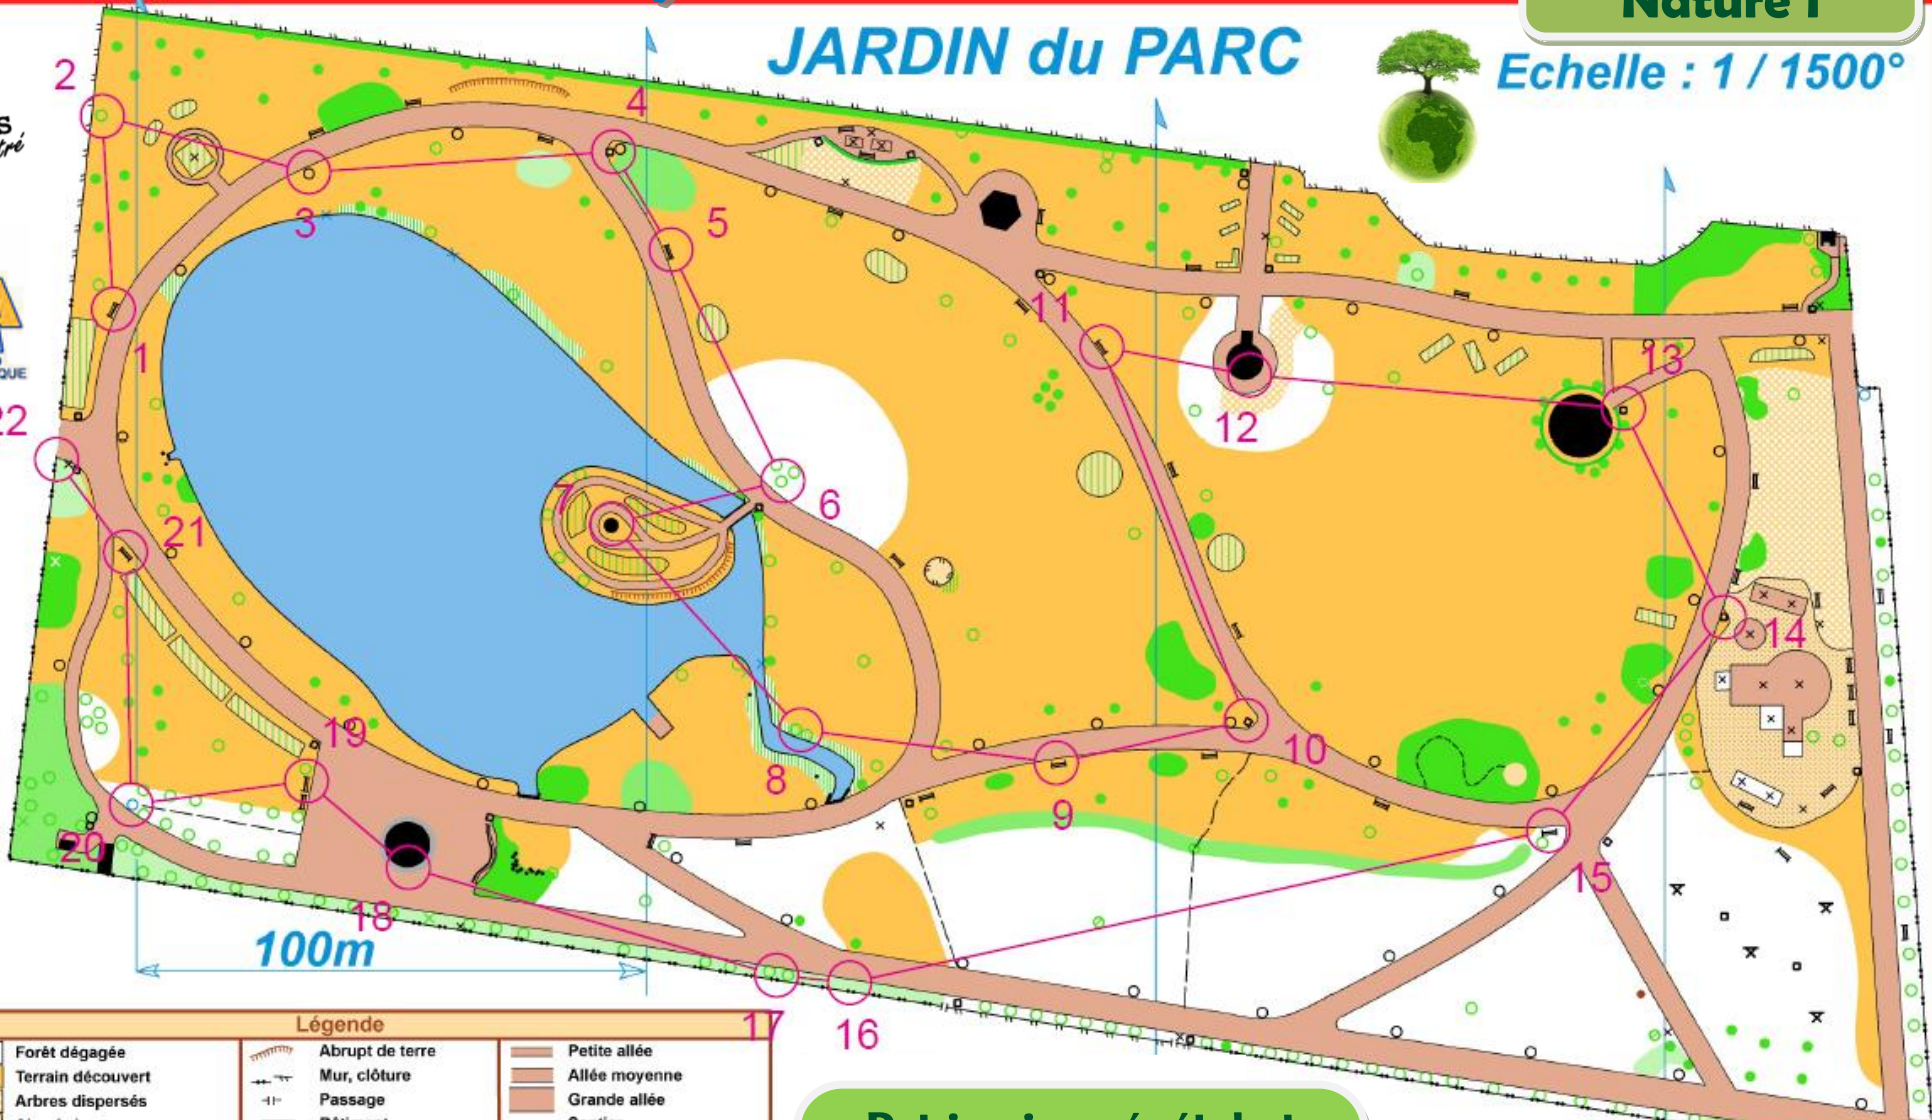 Nature 1
JARDIN du PARC
Echelle : 1 / 1500°
2
4
3
5
11
1
13
12
22
7
6
21
14
19
10
8
9
20
15
18
100m
17
16
Légende
Forêt dégagée
Abrupt de terre
Petite allée
Terrain découvert
Mur, clôture
Allée moyenne
Arbres dispersés
Passage
Grande allée